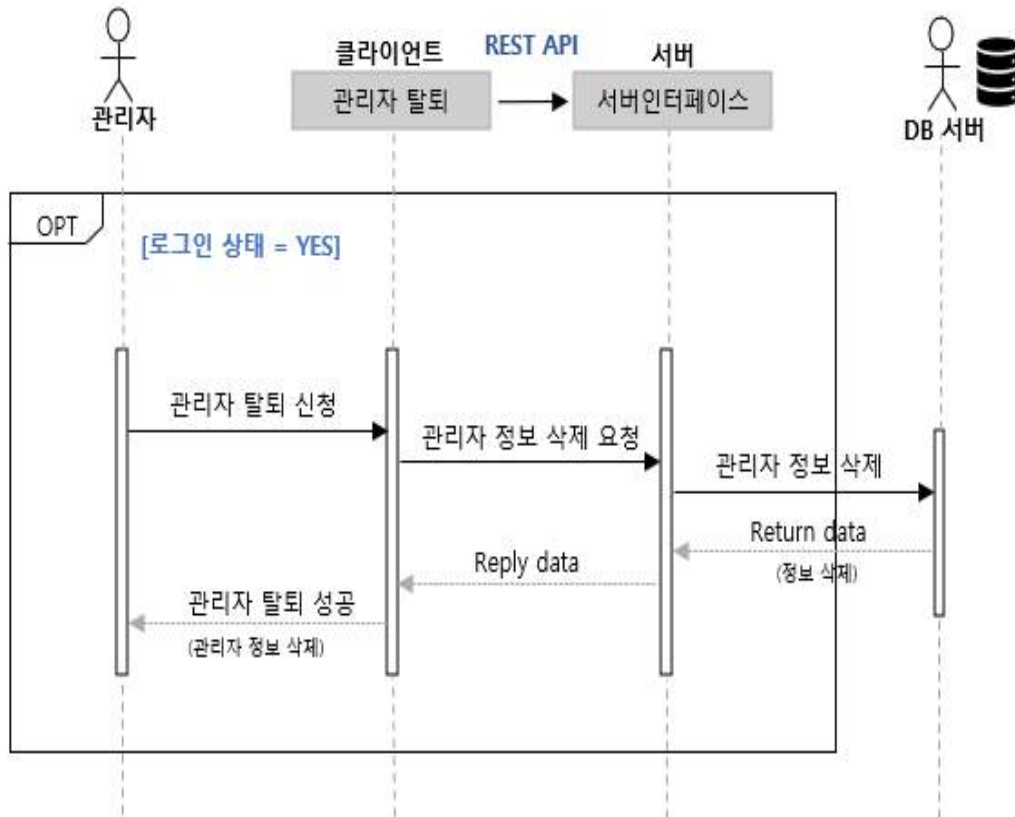 클라이언트
REST API
서버
관리자 탈퇴
서버인터페이스
관리자
DB 서버
OPT
[로그인 상태 = YES]
관리자 탈퇴 신청
관리자 정보 삭제 요청
관리자 정보 삭제
Return data
(정보 삭제)
Reply data
관리자 탈퇴 성공
(관리자 정보 삭제)